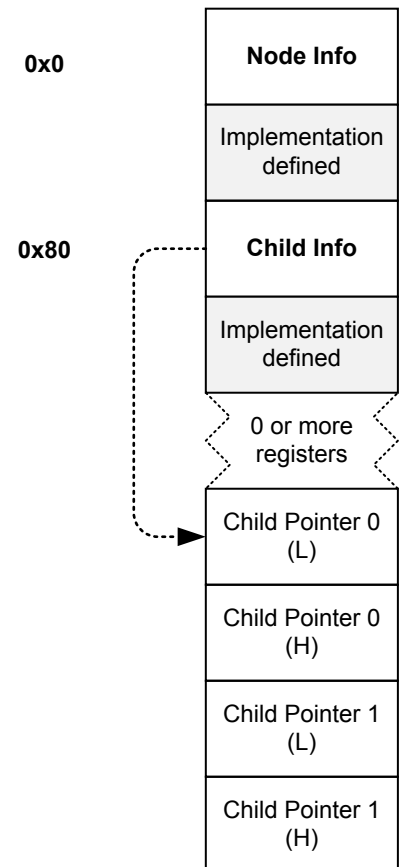 0x0
Node Info
Implementation
defined
0x80
Child Info
Implementation
defined
0 or more
registers
Child Pointer 0
(L)
Child Pointer 0
(H)
Child Pointer 1
(L)
Child Pointer 1
(H)